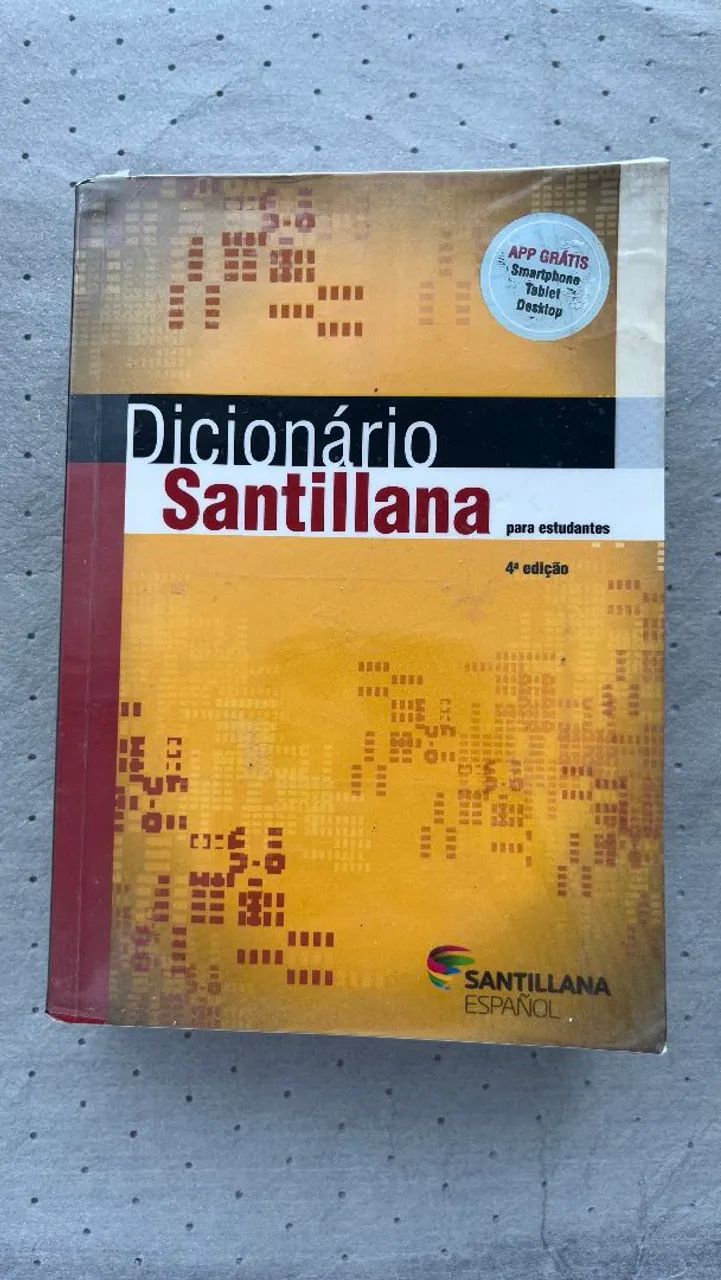 APP GRÁTIS
Smartphone
Tablet
Desktop
Dicionário
Santillana
para estudantes
4ª edição
SANTILLANA
ESPAÑOL